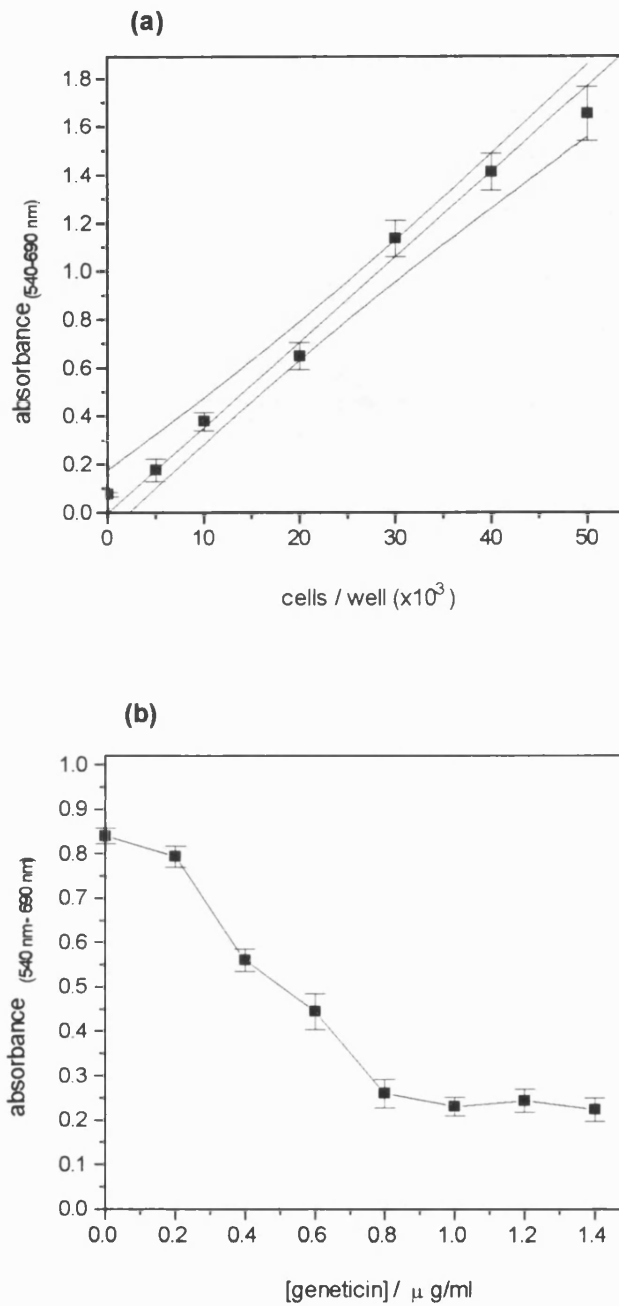 (a)
1.8
1.6
1.4
1.2
1.0
0.8
0.6
0.4
0.2
0.0
absorbance (540-690 nm)
0 10 20 30 40 50
cells / well (x10³)
(b)
1.0
0.9
0.8
0.7
0.6
0.5
0.4
0.3
0.2
0.1
0.0
absorbance (540 nm - 690 nm)
0.0 0.2 0.4 0.6 0.8 1.0 1.2 1.4
[geneticin] / μ g/ml